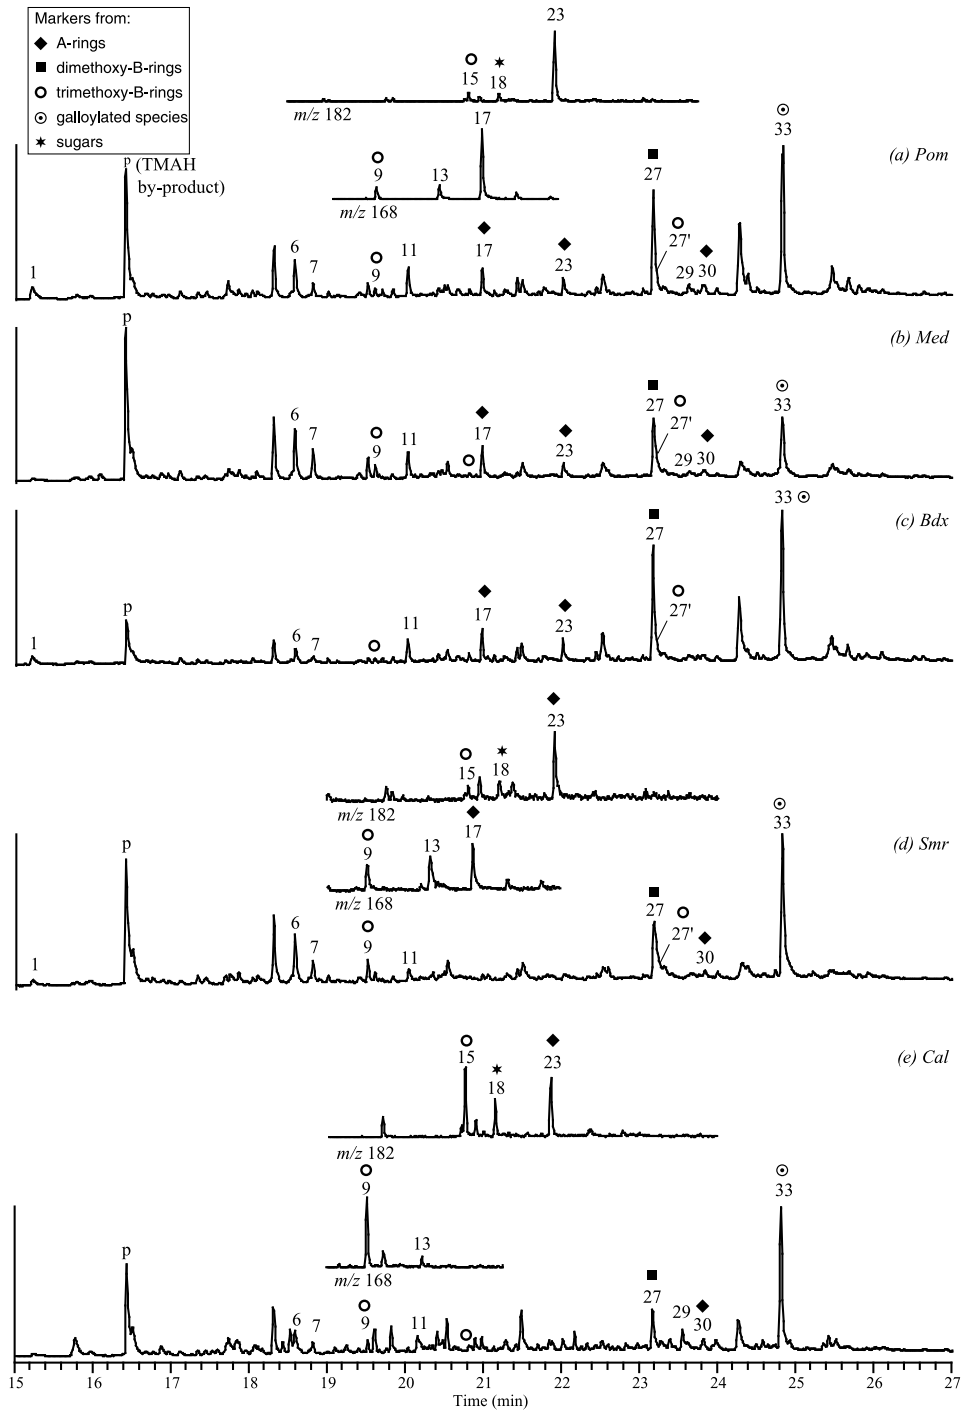 Markers from:
A-rings
dimethoxy-B-rings
trimethoxy-B-rings
galloylated species
sugars
23
15 18
m/z 182
17
9 13
m/z 168
(a) Pom
p (TMAH
by-product)
1 6 7 9 11 17 23 27 27' 29 30 33
(b) Med
p 6 7 9 11 17 23 27 27' 29 30 33
(c) Bdx
1 p 6 7 11 17 23 27 27' 33
23
15 18
m/z 182
9 13 17
m/z 168
(d) Smr
1 p 6 7 9 11 27 27' 30 33
(e) Cal
15 18 23
m/z 182
9 13
m/z 168
p 6 7 9 11 27 29 30 33
15 16 17 18 19 20 21 22 23 24 25 26 27
Time (min)